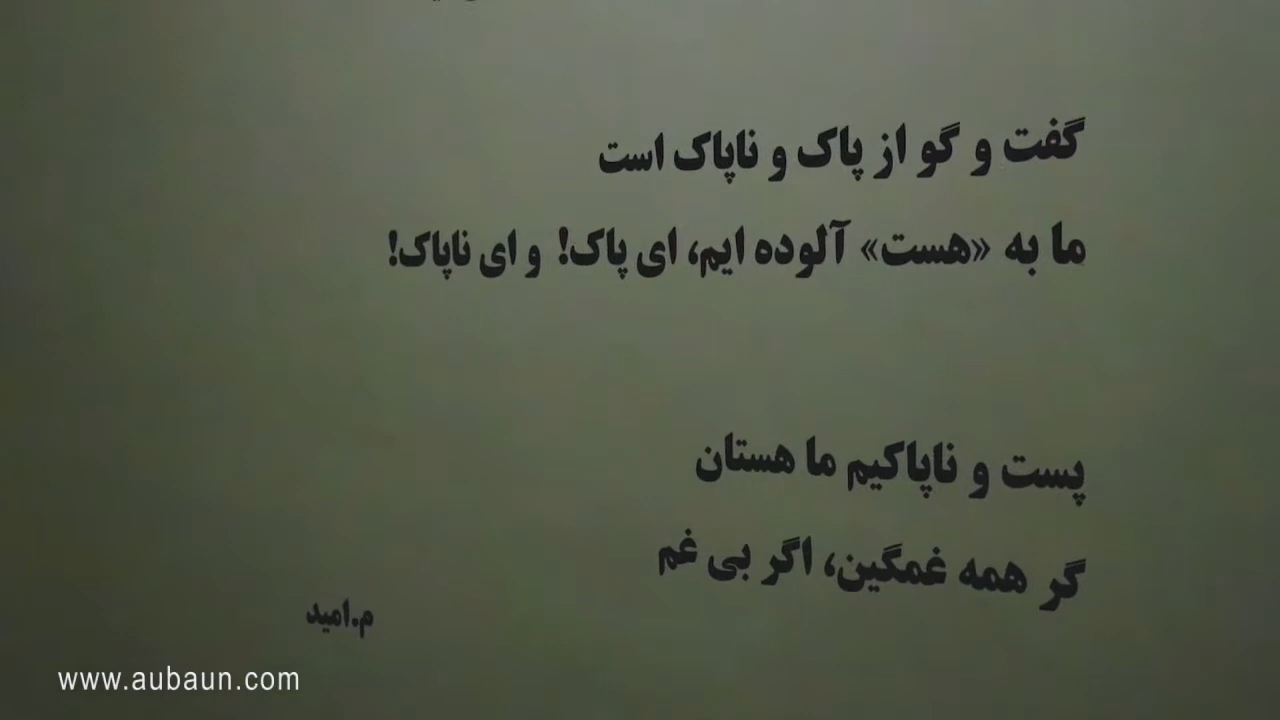 گفت و گو از پاک و ناپاک است
ما به «هست» آلوده ایم، ای پاک! و ای ناپاک!
پست و ناپاکیم ما هستان
گر همه غمگین، اگر بی غم
م.امید
www.aubaun.com